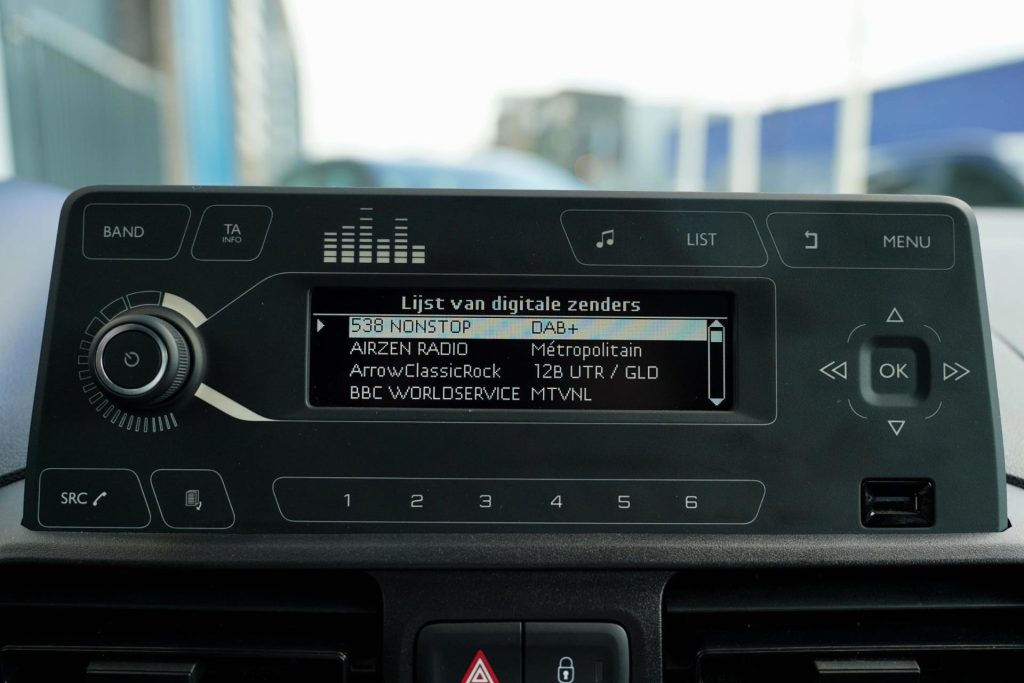 BAND
TA
INFO
LIST
MENU
Lijst van digitale zenders
538 NONSTOP DAB+
AIRZEN RADIO Métropolitain
ArrowClassicRock 12B UTR / GLD
BBC WORLDSERVICE MTVNL
OK
SRC
1 2 3 4 5 6